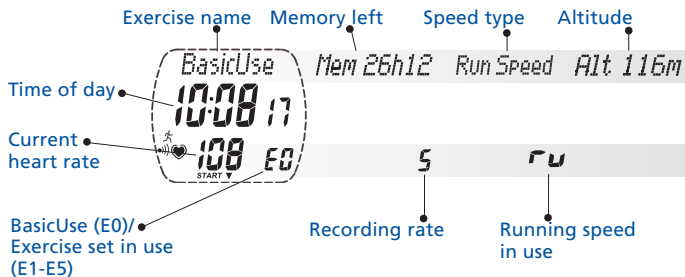 Exercise name Memory left Speed type Altitude
BasicUse Mem 26h12 Run Speed Alt. 116m
Time of day
10:08 17
Current
heart rate
108 E0 5 ru
START
BasicUse (E0)/
Exercise set in use
(E1-E5)
Recording rate
Running speed
in use